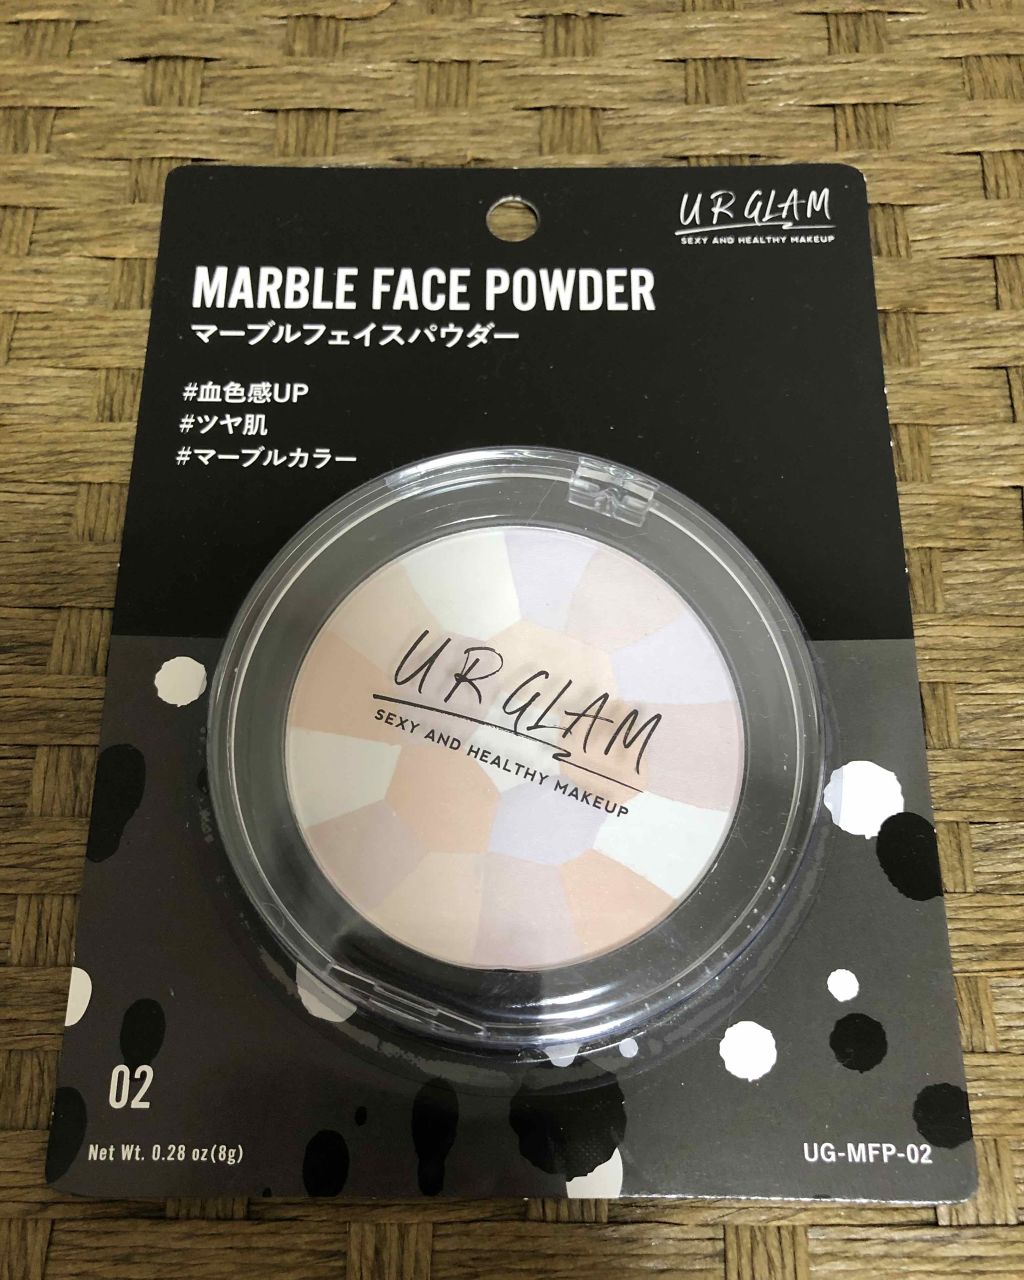 U R GLAM
SEXY AND HEALTHY MAKEUP
MARBLE FACE POWDER
マーブルフェイスパウダー
#血色感UP
#ツヤ肌
#マーブルカラー
U R GLAM
SEXY AND HEALTHY MAKEUP
02
Net Wt. 0.28 oz(8g)
UG-MFP-02